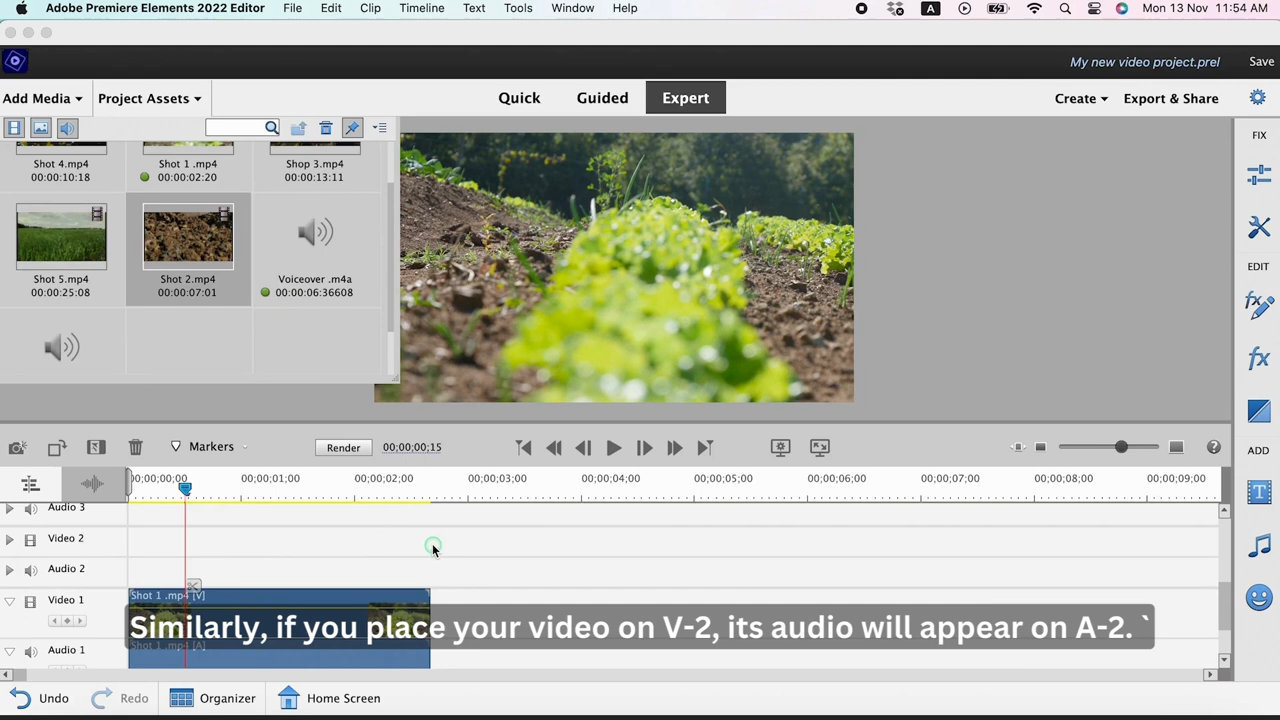 Adobe Premiere Elements 2022 Editor File Edit Clip Timeline Text Tools Window Help A Mon 13 Nov 11:54 AM
My new video project.prel Save
Add Media Project Assets Quick Guided Expert Create Export & Share
FIX
Shot 4.mp4 Shot 1 .mp4 Shop 3.mp4
00:00:10:18 00:00:02:20 00:00:13:11
Shot 5.mp4 Shot 2.mp4 Voiceover .m4a
00:00:25:08 00:00:07:01 00:00:06:36608
EDIT
Markers Render 00;00;00;15
ADD
00;00;00;00 00;00;01;00 00;00;02;00 00;00;03;00 00;00;04;00 00;00;05;00 00;00;06;00 00;00;07;00 00;00;08;00 00;00;09;00
Audio 3
Video 2
Audio 2
Video 1 Shot 1 .mp4 [V]
Similarly, if you place your video on V-2, its audio will appear on A-2. `
Audio 1 Shot 1 .mp4 [A]
Undo Redo Organizer Home Screen